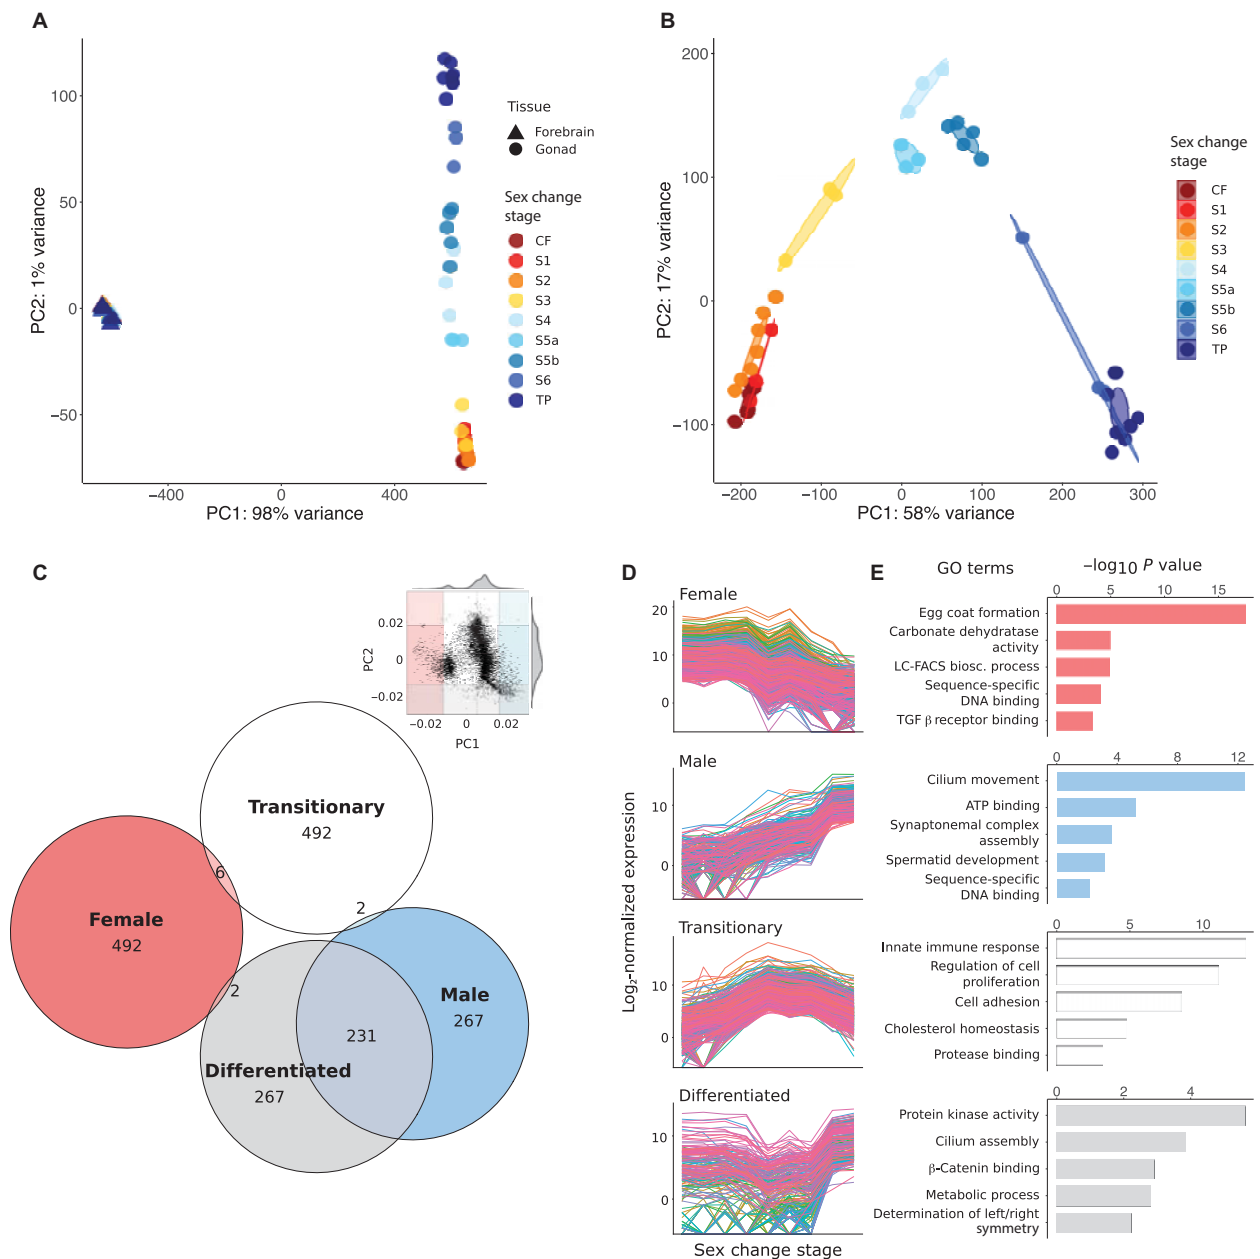 A
PC2: 1% variance
100
50
0
−50
−400
0
400
PC1: 98% variance
Tissue
Forebrain
Gonad
Sex change
stage
CF
S1
S2
S3
S4
S5a
S5b
S6
TP
B
PC2: 17% variance
200
100
0
−100
−200
−100
0
100
200
300
PC1: 58% variance
Sex change
stage
CF
S1
S2
S3
S4
S5a
S5b
S6
TP
C
PC2
0.02
0
−0.02
−0.02
0
0.02
PC1
Transitionary
492
6
2
Female
492
2
Male
267
231
Differentiated
267
D
Log2-normalized expression
Female
20
10
0
Male
10
0
Transitionary
10
0
Differentiated
10
0
Sex change stage
E
GO terms
−log10 P value
0
5
10
15
Egg coat formation
Carbonate dehydratase
activity
LC-FACS biosc. process
Sequence-specific
DNA binding
TGF β receptor binding
0
4
8
12
Cilium movement
ATP binding
Synaptonemal complex
assembly
Spermatid development
Sequence-specific
DNA binding
0
5
10
Innate immune response
Regulation of cell
proliferation
Cell adhesion
Cholesterol homeostasis
Protease binding
0
2
4
Protein kinase activity
Cilium assembly
β-Catenin binding
Metabolic process
Determination of left/right
symmetry